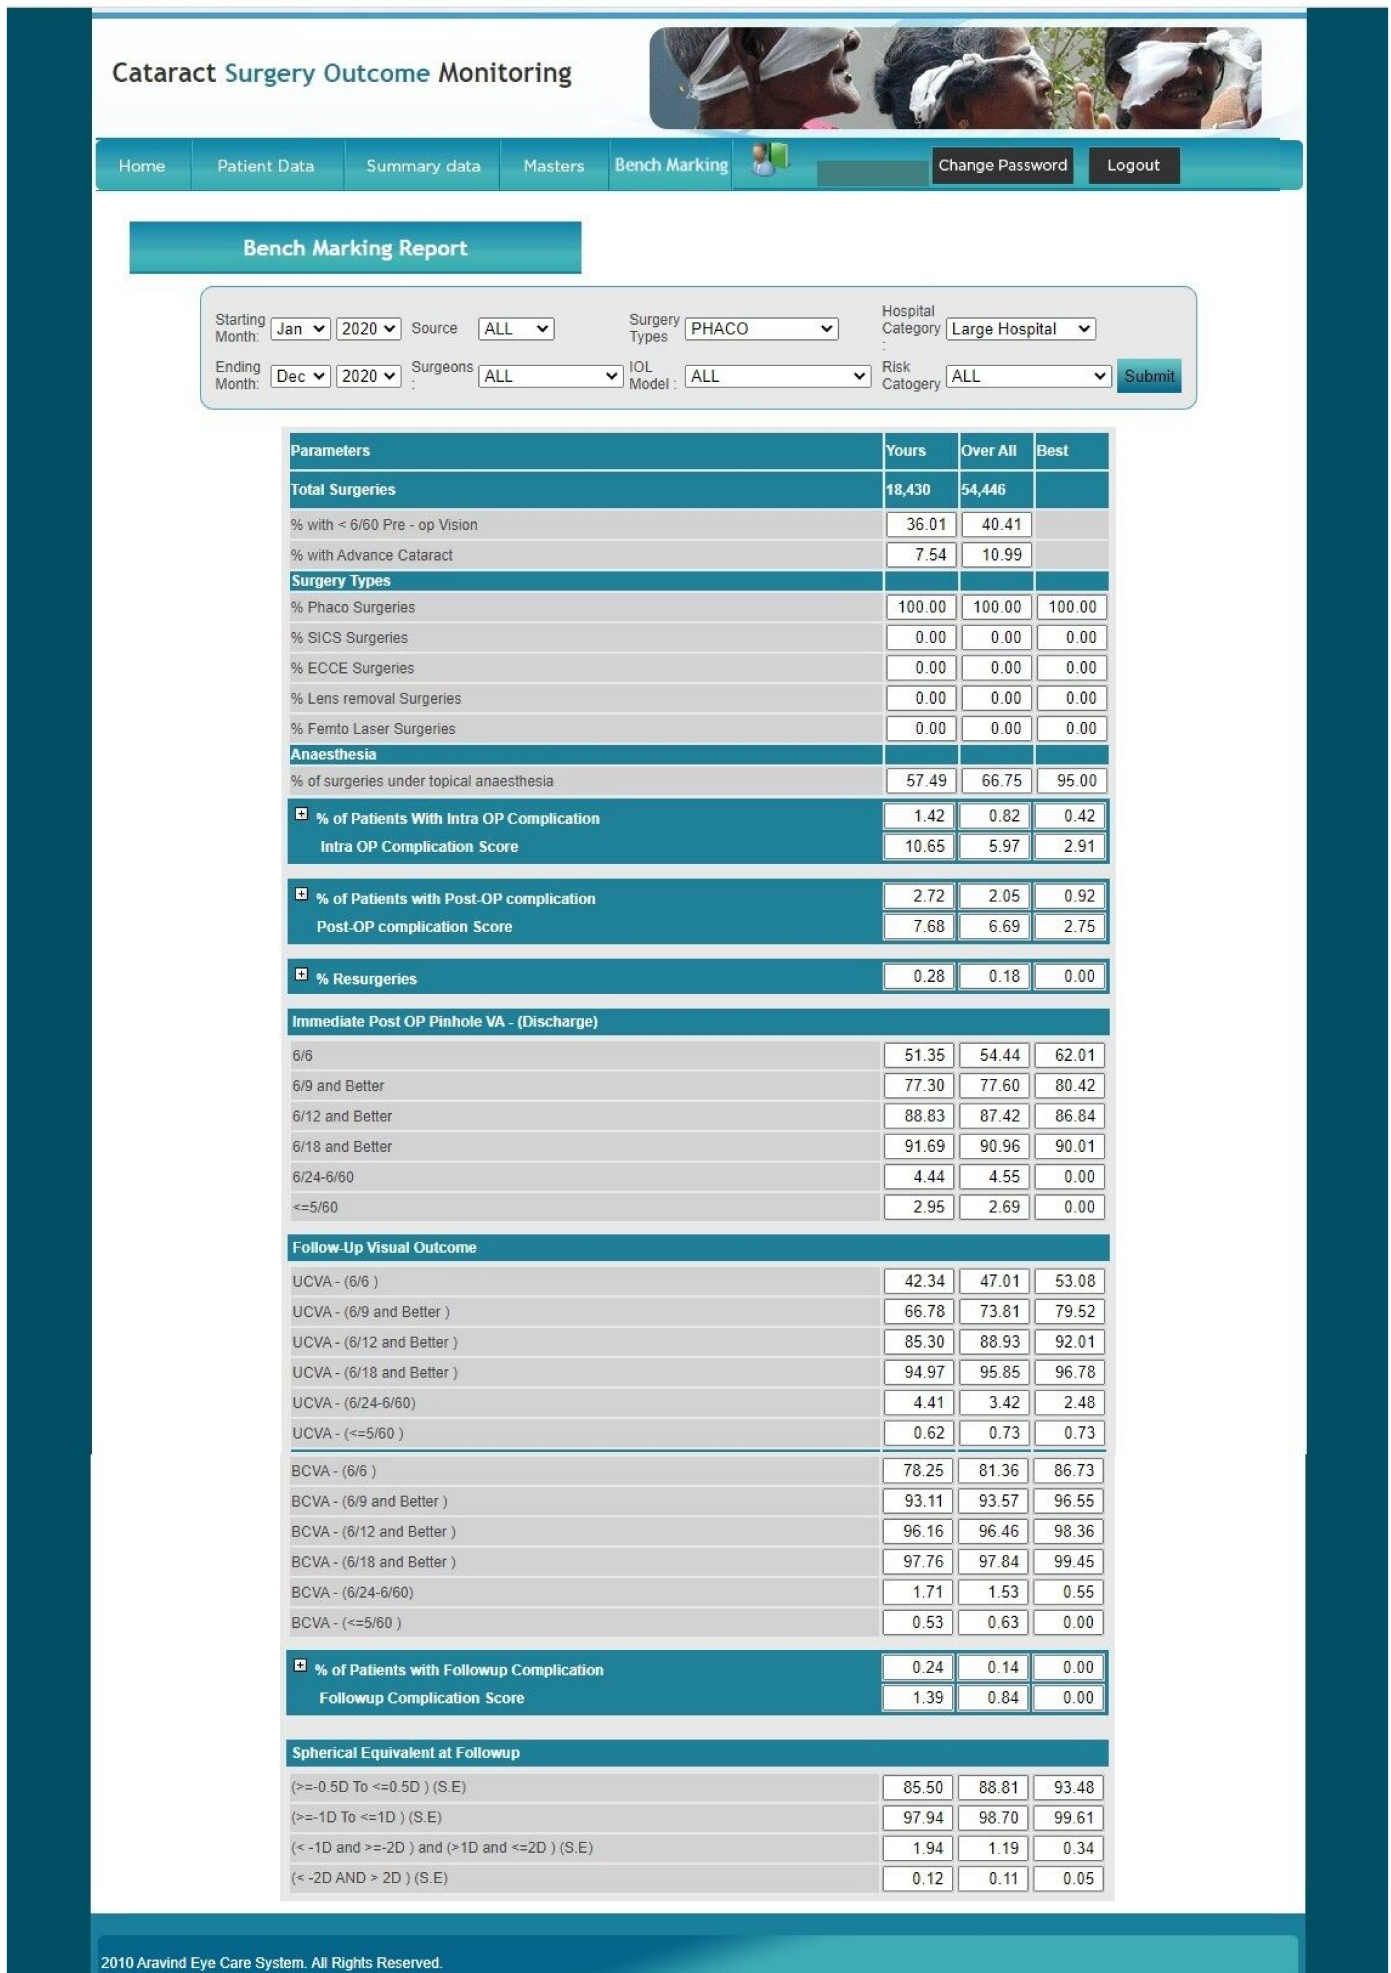 Cataract Surgery Outcome Monitoring
Home Patient Data Summary data Masters Bench Marking Change Password Logout
Bench Marking Report
Starting Month: Jan 2020 Source ALL Surgery Types PHACO Hospital Category : Large Hospital
Ending Month: Dec 2020 Surgeons : ALL IOL Model : ALL Risk Catogery ALL Submit
Parameters Yours Over All Best
Total Surgeries 18,430 54,446
% with < 6/60 Pre - op Vision 36.01 40.41
% with Advance Cataract 7.54 10.99
Surgery Types
% Phaco Surgeries 100.00 100.00 100.00
% SICS Surgeries 0.00 0.00 0.00
% ECCE Surgeries 0.00 0.00 0.00
% Lens removal Surgeries 0.00 0.00 0.00
% Femto Laser Surgeries 0.00 0.00 0.00
Anaesthesia
% of surgeries under topical anaesthesia 57.49 66.75 95.00
% of Patients With Intra OP Complication 1.42 0.82 0.42
Intra OP Complication Score 10.65 5.97 2.91
% of Patients with Post-OP complication 2.72 2.05 0.92
Post-OP complication Score 7.68 6.69 2.75
% Resurgeries 0.28 0.18 0.00
Immediate Post OP Pinhole VA - (Discharge)
6/6 51.35 54.44 62.01
6/9 and Better 77.30 77.60 80.42
6/12 and Better 88.83 87.42 86.84
6/18 and Better 91.69 90.96 90.01
6/24-6/60 4.44 4.55 0.00
<=5/60 2.95 2.69 0.00
Follow-Up Visual Outcome
UCVA - (6/6 ) 42.34 47.01 53.08
UCVA - (6/9 and Better ) 66.78 73.81 79.52
UCVA - (6/12 and Better ) 85.30 88.93 92.01
UCVA - (6/18 and Better ) 94.97 95.85 96.78
UCVA - (6/24-6/60) 4.41 3.42 2.48
UCVA - (<=5/60 ) 0.62 0.73 0.73
BCVA - (6/6 ) 78.25 81.36 86.73
BCVA - (6/9 and Better ) 93.11 93.57 96.55
BCVA - (6/12 and Better ) 96.16 96.46 98.36
BCVA - (6/18 and Better ) 97.76 97.84 99.45
BCVA - (6/24-6/60) 1.71 1.53 0.55
BCVA - (<=5/60 ) 0.53 0.63 0.00
% of Patients with Followup Complication 0.24 0.14 0.00
Followup Complication Score 1.39 0.84 0.00
Spherical Equivalent at Followup
(>=-0.5D To <=0.5D ) (S.E) 85.50 88.81 93.48
(>=-1D To <=1D ) (S.E) 97.94 98.70 99.61
(< -1D and >=-2D ) and (>1D and <=2D ) (S.E) 1.94 1.19 0.34
(< -2D AND > 2D ) (S.E) 0.12 0.11 0.05
2010 Aravind Eye Care System. All Rights Reserved.